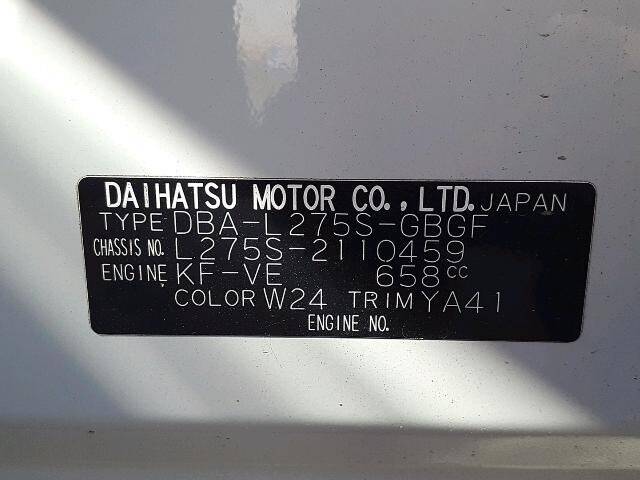 DAIHATSU MOTOR CO., LTD. JAPAN
TYPE DBA-L275S-GBGF
CHASSIS NO. L275S-2110459
ENGINE KF-VE 658cc
COLOR W24 TRIM YA41
ENGINE NO.